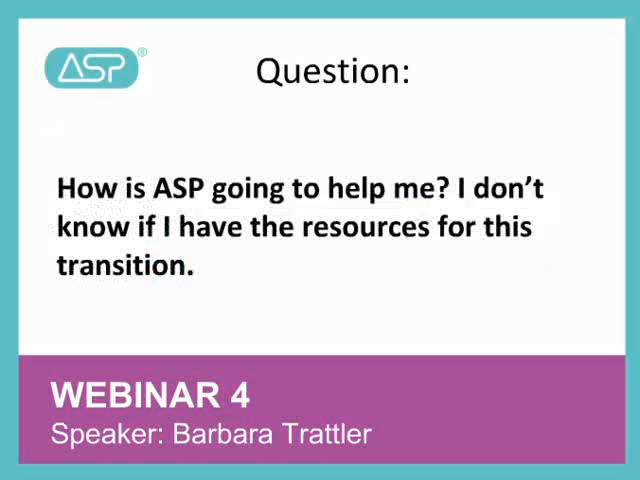 ASP®
Question:
How is ASP going to help me? I don't
know if I have the resources for this
transition.
WEBINAR 4
Speaker: Barbara Trattler